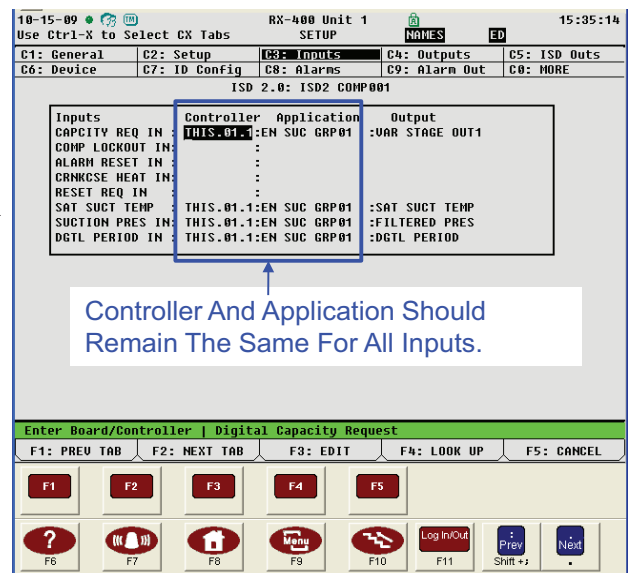 10-15-09 RX-400 Unit 1 15:35:14
Use Ctrl-X to Select CX Tabs SETUP NAMES ED
C1: General C2: Setup C3: Inputs C4: Outputs C5: ISD Outs
C6: Device C7: ID Config C8: Alarms C9: Alarm Out C0: MORE
ISD 2.0: ISD2 COMP001
Inputs Controller Application Output
CAPCITY REQ IN : THIS.01.1:EN SUC GRP01 :VAR STAGE OUT1
COMP LOCKOUT IN: :
ALARM RESET IN : :
CRNKCSE HEAT IN: :
RESET REQ IN : :
SAT SUCT TEMP : THIS.01.1:EN SUC GRP01 :SAT SUCT TEMP
SUCTION PRES IN: THIS.01.1:EN SUC GRP01 :FILTERED PRES
DGTL PERIOD IN : THIS.01.1:EN SUC GRP01 :DGTL PERIOD
Controller And Application Should
Remain The Same For All Inputs.
Enter Board/Controller | Digital Capacity Request
F1: PREV TAB F2: NEXT TAB F3: EDIT F4: LOOK UP F5: CANCEL
F1 F2 F3 F4 F5
? Menu Log In/Out : Prev . Next
F6 F7 F8 F9 F10 F11 Shift +; .